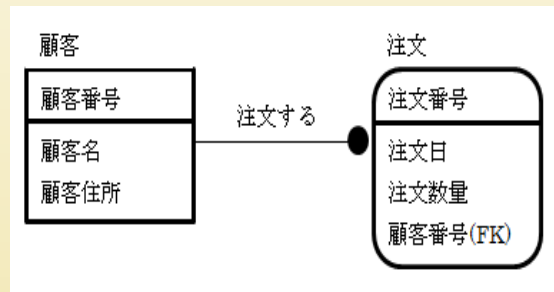 顧客
顧客番号
顧客名
顧客住所
注文する
注文
注文番号
注文日
注文数量
顧客番号(FK)